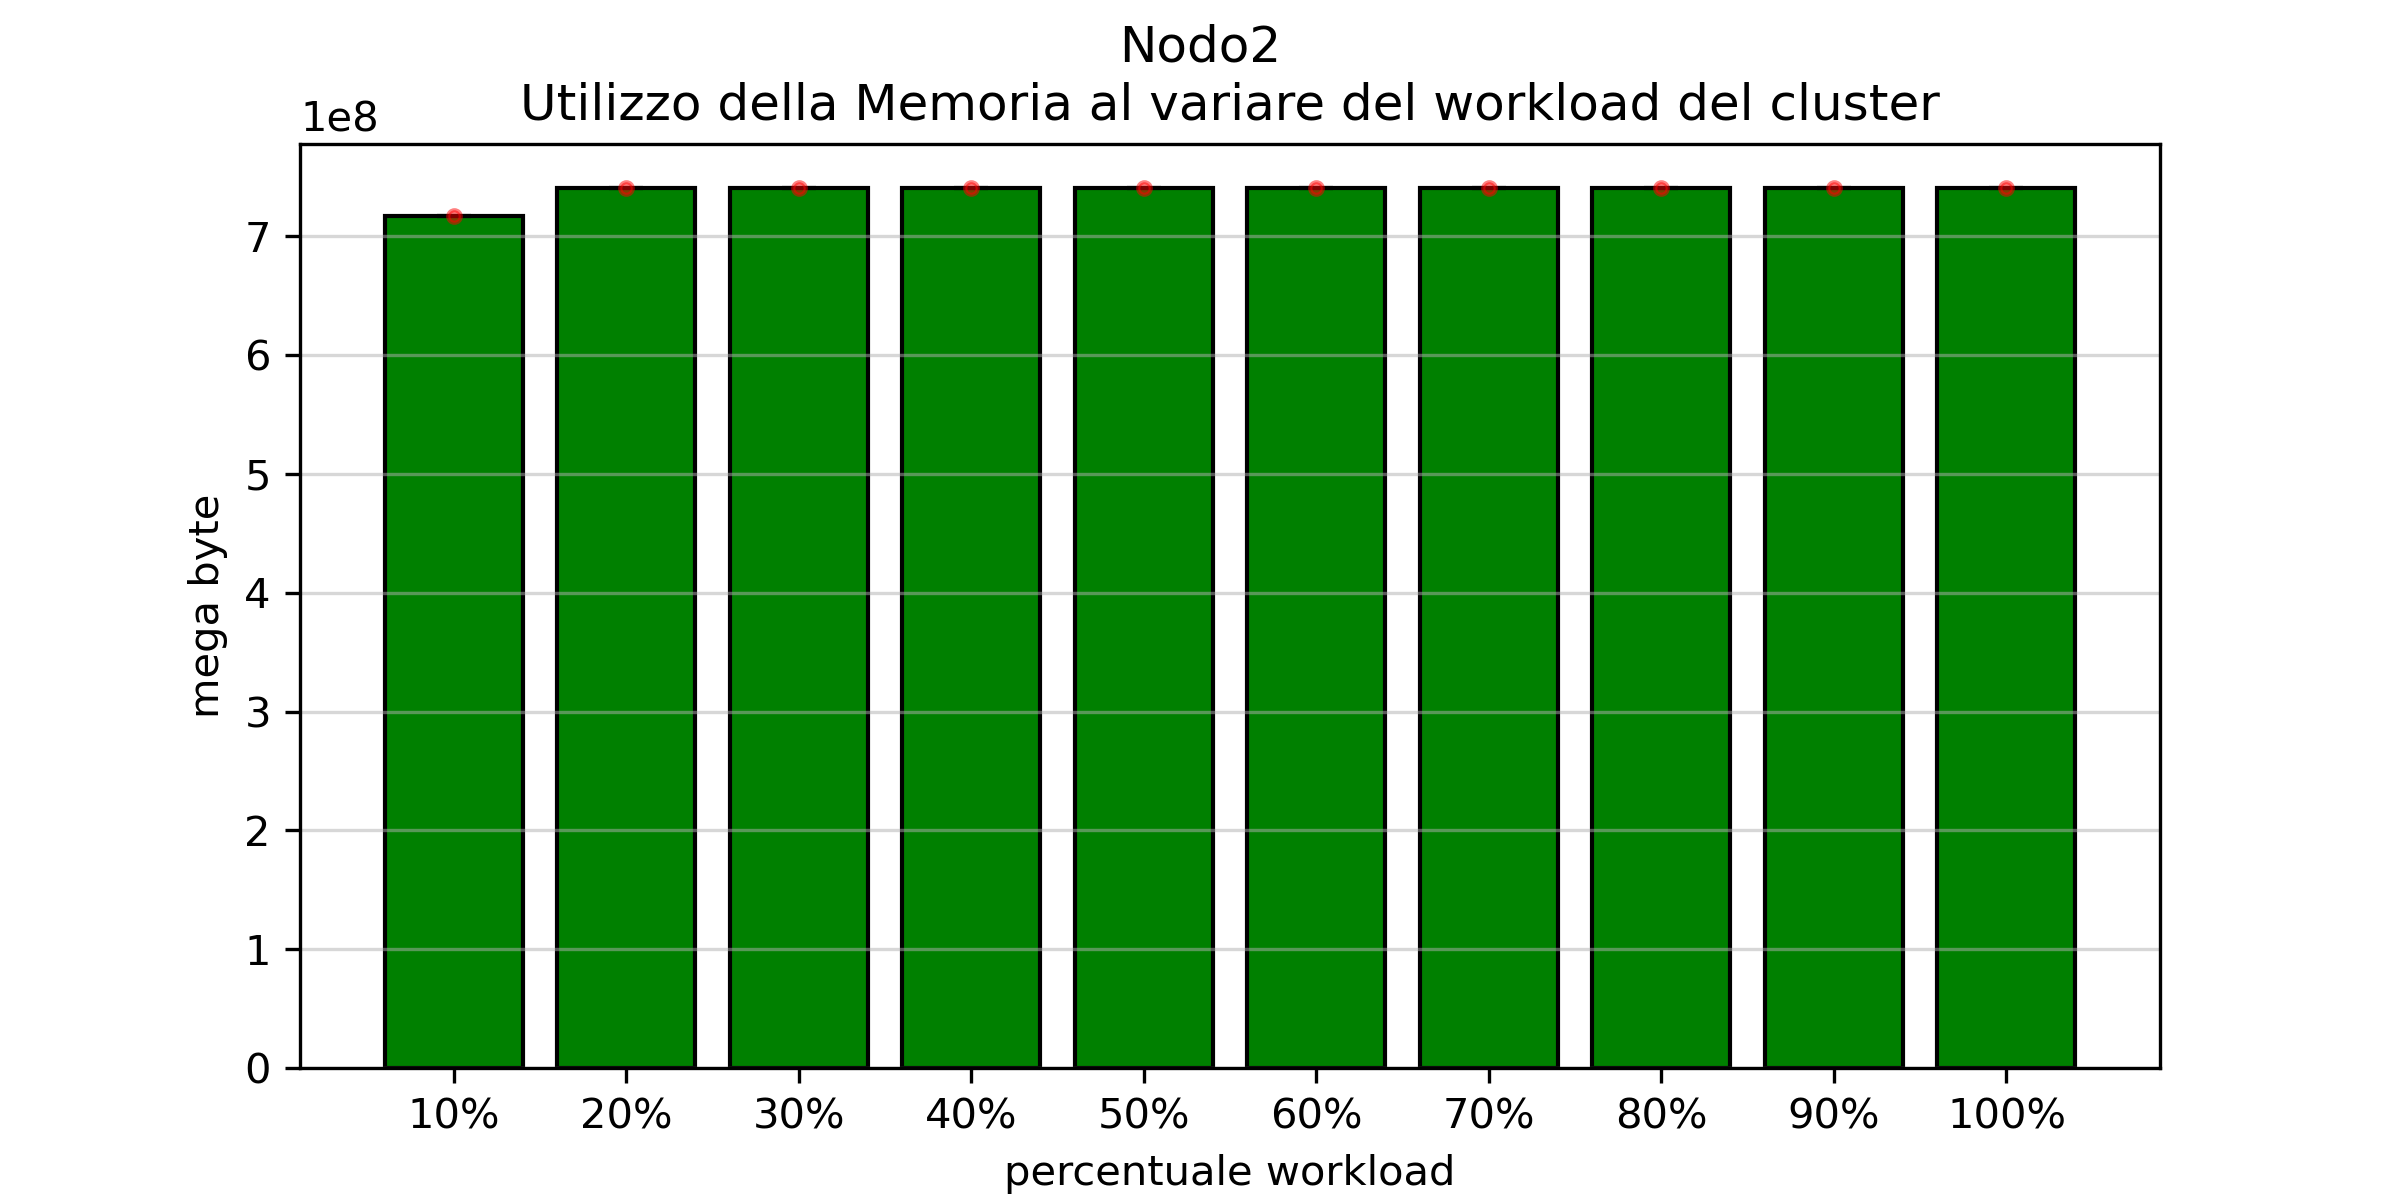 Nodo2
Utilizzo della Memoria al variare del workload del cluster
1e8
7
6
5
4
3
2
1
0
mega byte
10% 20% 30% 40% 50% 60% 70% 80% 90% 100%
percentuale workload